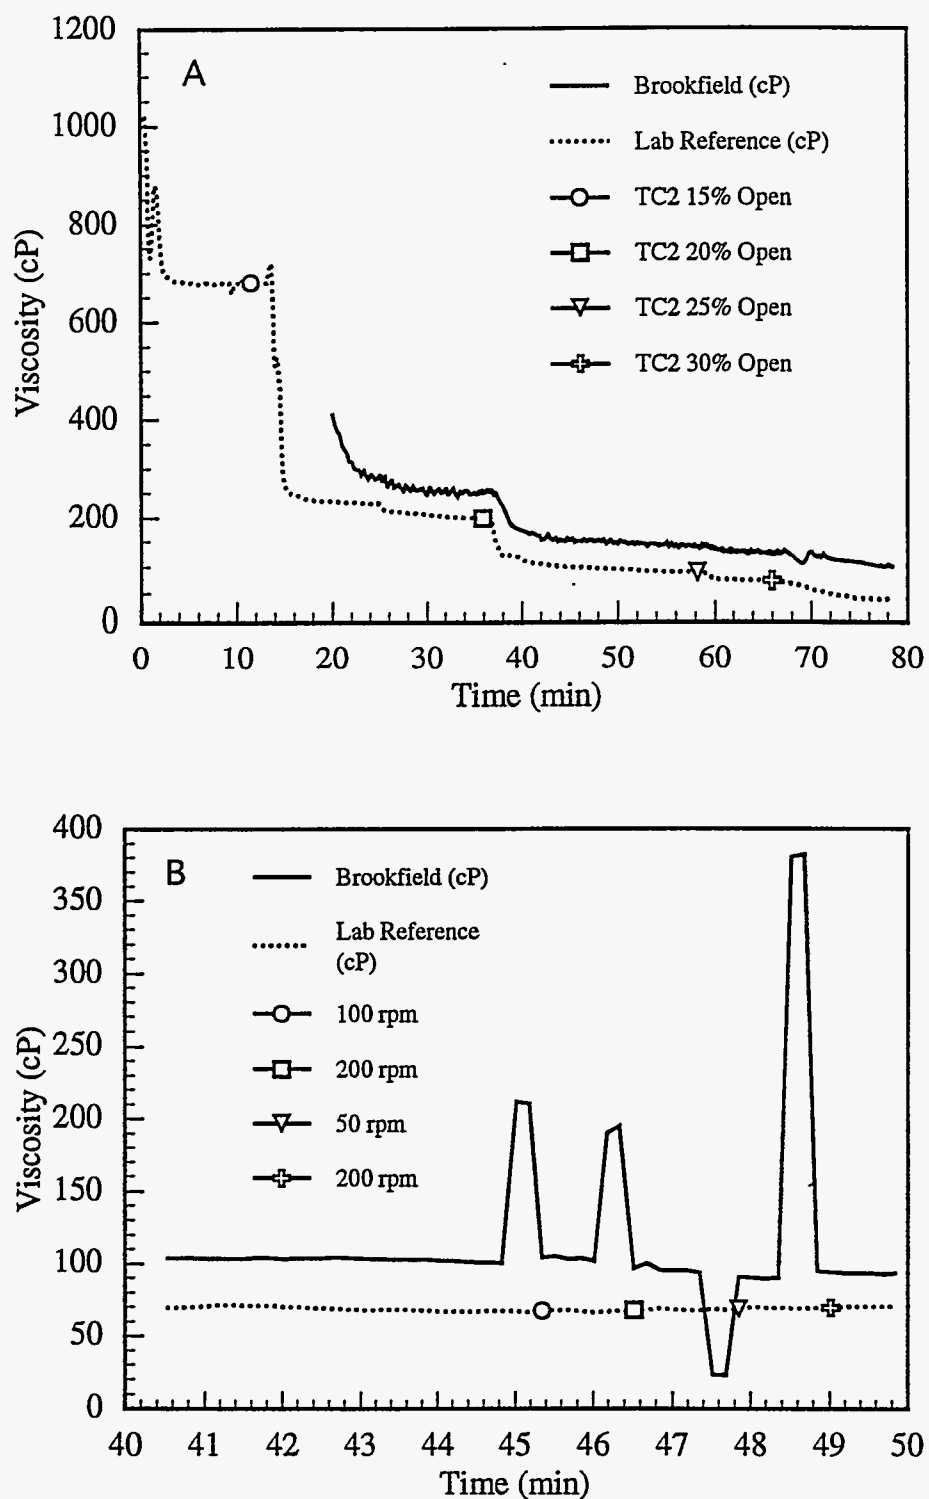 1200
A
Brookfield (cP)
1000
Lab Reference (cP)
800
TC2 15% Open
TC2 20% Open
600
TC2 25% Open
TC2 30% Open
400
200
0
Viscosity (cP)
0 10 20 30 40 50 60 70 80
Time (min)
400
B
Brookfield (cP)
350
Lab Reference
(cP)
300
100 rpm
250
200 rpm
200
50 rpm
150
200 rpm
100
50
0
Viscosity (cP)
40 41 42 43 44 45 46 47 48 49 50
Time (min)